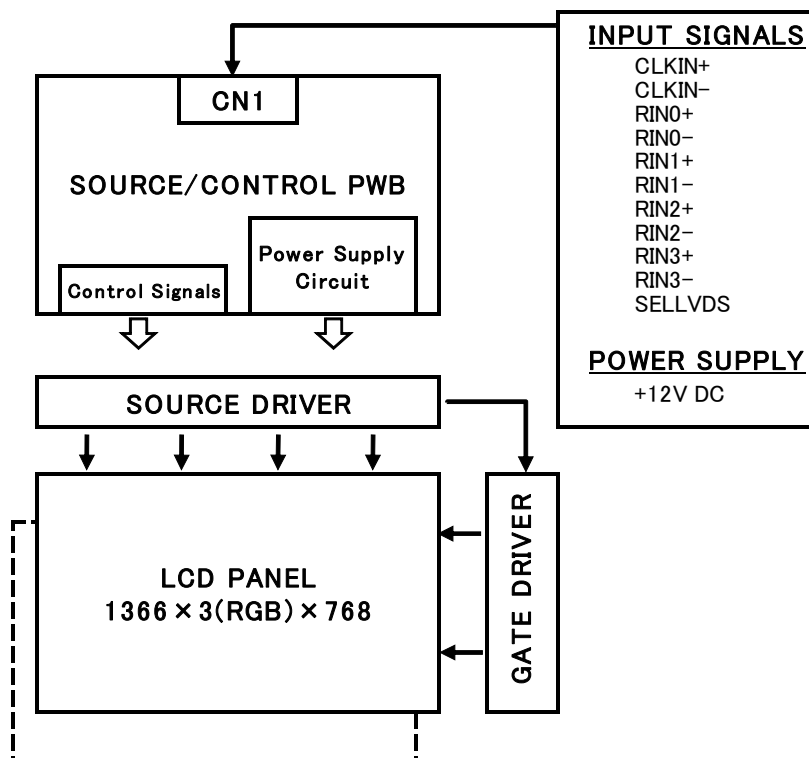 INPUT SIGNALS
CLKIN+
CLKIN−
RIN0+
RIN0−
RIN1+
RIN1−
RIN2+
RIN2−
RIN3+
RIN3−
SELLVDS
POWER SUPPLY
+12V DC
CN1
SOURCE/CONTROL PWB
Power Supply
Circuit
Control Signals
SOURCE DRIVER
LCD PANEL
1366×3(RGB)×768
GATE DRIVER